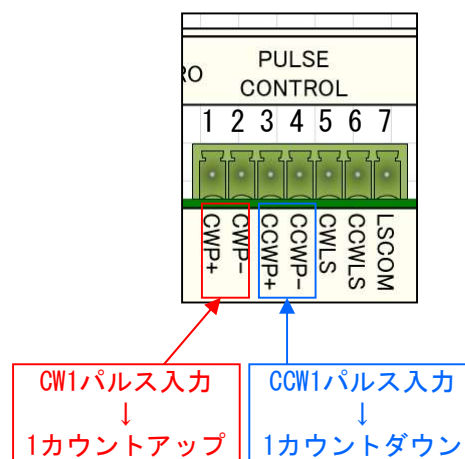 RO
PULSE
CONTROL
1 2 3 4 5 6 7
CWP+
CWP-
CCWP+
CCWP-
CWLS
CCWLS
LSCOM
CW1パルス入力
↓
1カウントアップ
CCW1パルス入力
↓
1カウントダウン